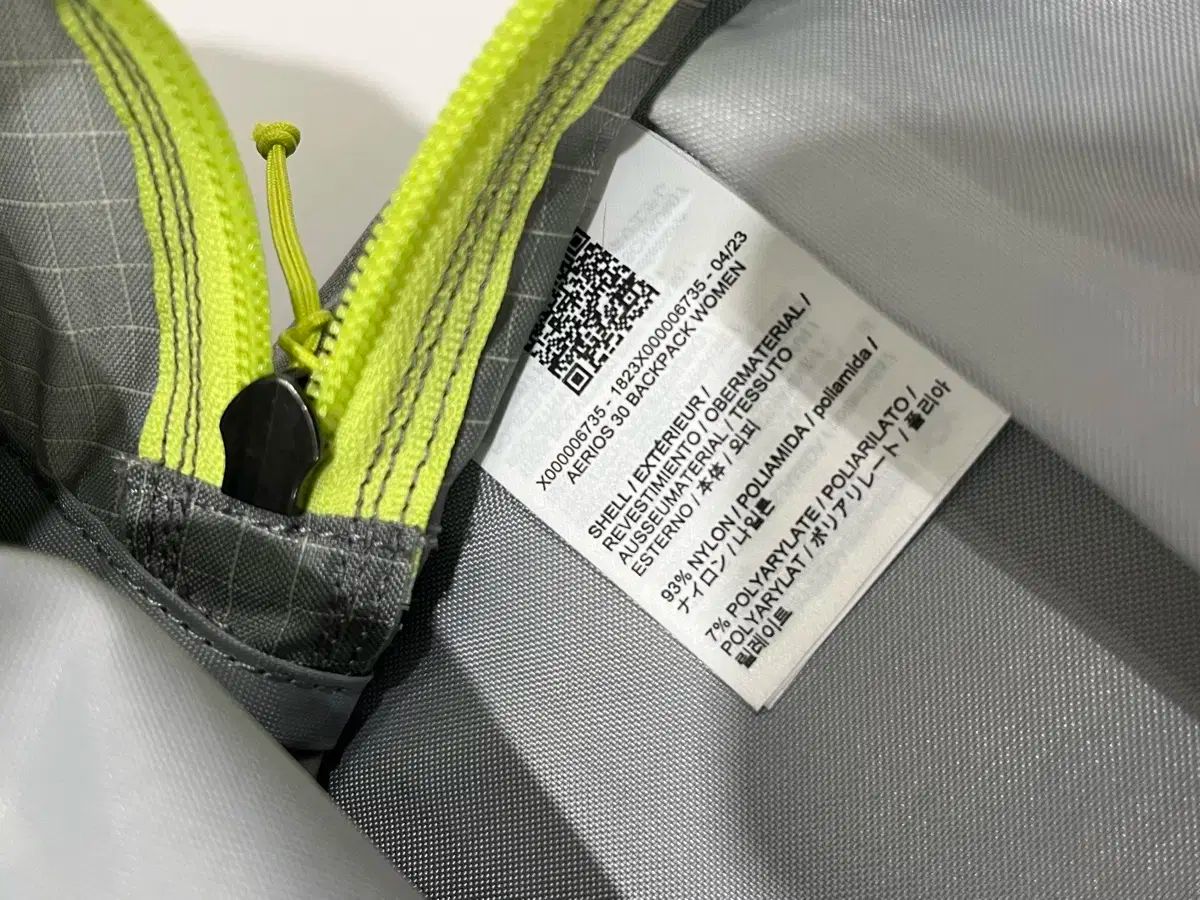 X000006735 - 1823X000006735 - 04/23
AERIOS 30 BACKPACK WOMEN
SHELL / EXTÉRIEUR /
REVESTIMIENTO / OBERMATERIAL /
AUSSEUMATERIAL / TESSUTO
ESTERNO / 本体 / 외피
93% NYLON / POLIAMIDA / poliamida /
ナイロン / 나일론
7% POLYARYLATE / POLIARILATO /
POLYARYLAT / ポリアリレート / 폴리아
릴레이트